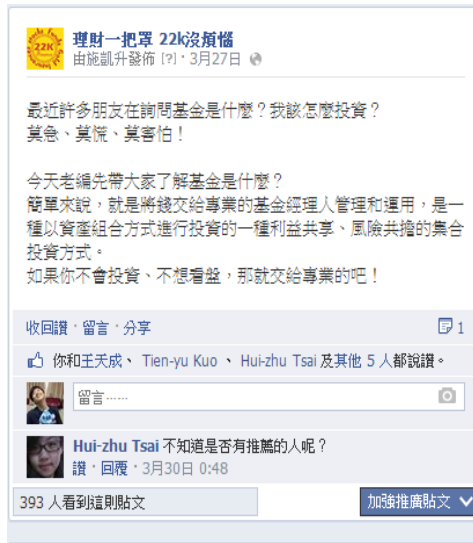 22K
理財一把罩 22k沒煩惱
由施凱升發佈 [?]·3月27日
最近許多朋友在詢問基金是什麼？我該怎麼投資？
莫急、莫慌、莫害怕！
今天老編先帶大家了解基金是什麼？
簡單來說，就是將錢交給專業的基金經理人管理和運用，是一
種以資產組合方式進行投資的一種利益共享、風險共擔的集合
投資方式。
如果你不會投資、不想看盤，那就交給專業的吧！
收回讚·留言·分享
1
你和王天成、 Tien-yu Kuo 、 Hui-zhu Tsai 及其他 5 人都說讚。
留言……
Hui-zhu Tsai 不知道是否有推薦的人呢？
讚·回覆·3月30日 0:48
393 人看到這則貼文
加強推廣貼文